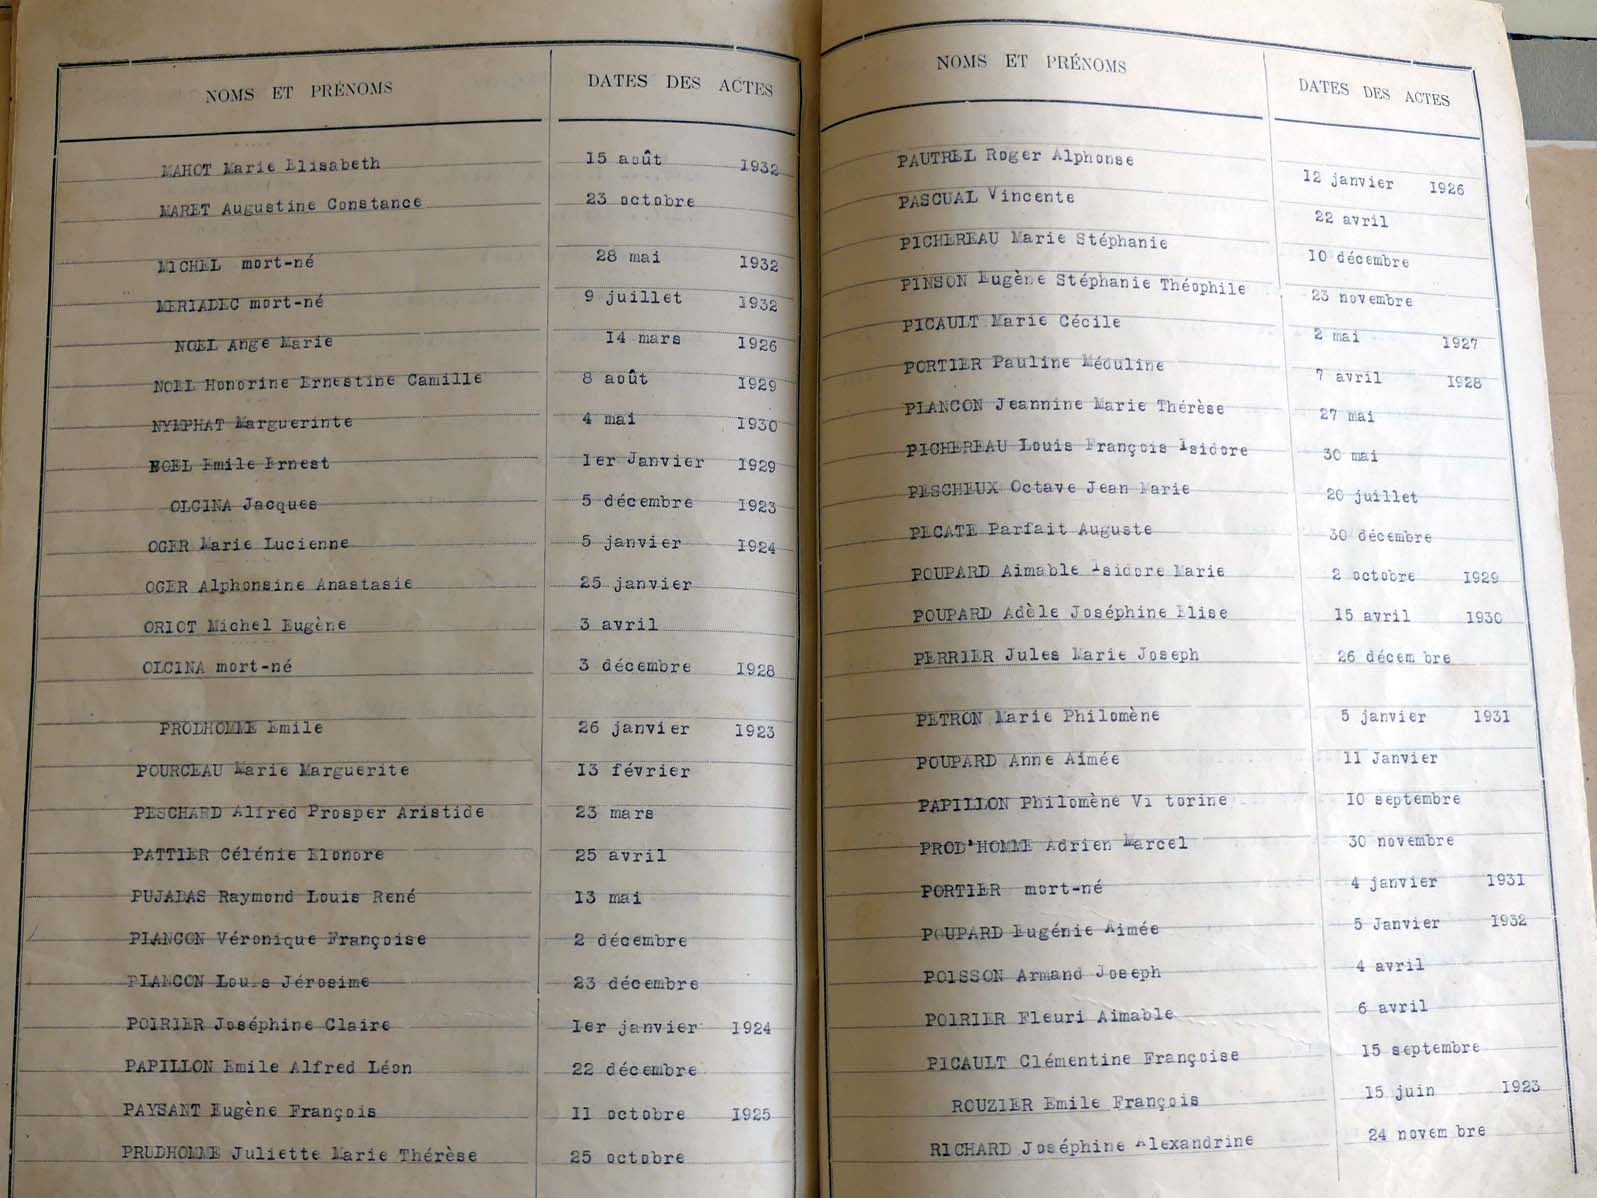 NOMS ET PRÉNOMS DATES DES ACTES
MAHOT Marie Elisabeth 15 août 1932
MARET Augustine Constance 23 octobre
MICHEL mort-né 28 mai 1932
MERIADEC mort-né 9 juillet 1932
NOEL Ange Marie 14 mars 1926
NOEL Honorine Ernestine Camille 8 août 1929
NYMPHAT Marguerinte 4 mai 1930
NOEL Emile Ernest 1er Janvier 1929
OLCINA Jacques 5 décembre 1923
OGER Marie Lucienne 5 janvier 1924
OGER Alphonsine Anastasie 25 janvier
ORIOT Michel Eugène 3 avril
OLCINA mort-né 3 décembre 1928
PRODHOMME Emile 26 janvier 1923
POURCEAU Marie Marguerite 13 février
PESCHARD Alfred Prosper Aristide 23 mars
PATTIER Célénie Elonore 25 avril
PUJADAS Raymond Louis René 13 mai
PLANCON Véronique Françoise 2 décembre
PLANCON Louis Jérosime 23 décembre
POIRIER Joséphine Claire 1er janvier 1924
PAPILLON Emile Alfred Léon 22 décembre
PAYSANT Eugène François 11 octobre 1925
PRUDHOMME Juliette Marie Thérèse 25 octobre
NOMS ET PRÉNOMS DATES DES ACTES
PAUTREL Roger Alphonse 12 janvier 1926
PASCUAL Vincente 22 avril
PICHEREAU Marie Stéphanie 10 décembre
PINSON Eugène Stéphanie Théophile 23 novembre
PICAULT Marie Cécile 2 mai 1927
PORTIER Pauline Méduline 7 avril 1928
PLANCON Jeannine Marie Thérèse 27 mai
PICHEREAU Louis François Isidore 30 mai
PESCHEUX Octave Jean Marie 20 juillet
PECATE Parfait Auguste 30 décembre
POUPARD Aimable Isidore Marie 2 octobre 1929
POUPARD Adèle Joséphine Elise 15 avril 1930
PERRIER Jules Marie Joseph 26 décem bre
PETRON Marie Philomène 5 janvier 1931
POUPARD Anne Aimée 11 Janvier
PAPILLON Philomène Vi torine 10 septembre
PROD'HOMME Adrien Marcel 30 novembre
PORTIER mort-né 4 janvier 1931
POUPARD Eugénie Aimée 5 Janvier 1932
POISSON Armand Joseph 4 avril
POIRIER Fleuri Aimable 6 avril
PICAULT Clémentine Françoise 15 septembre
ROUZIER Emile François 15 juin 1923
RICHARD Joséphine Alexandrine 24 novem bre